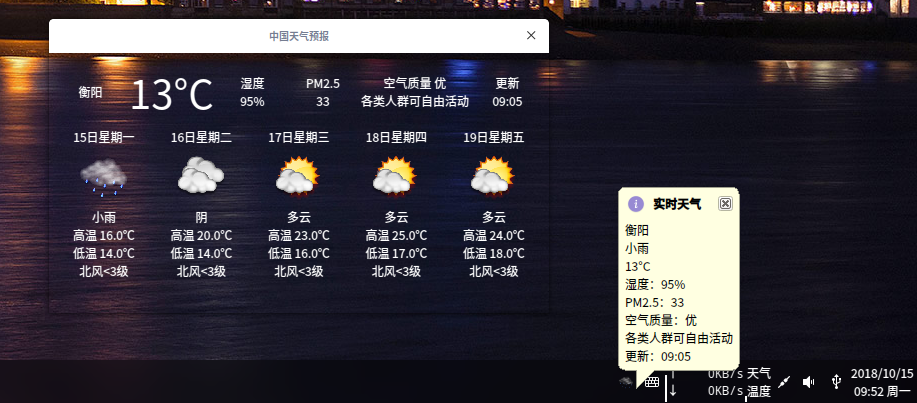 中国天气预报
衡阳 13℃ 湿度 PM2.5 空气质量 优 更新
95% 33 各类人群可自由活动 09:05
15日星期一 16日星期二 17日星期三 18日星期四 19日星期五
小雨 阴 多云 多云 多云
高温 16.0℃ 高温 20.0℃ 高温 23.0℃ 高温 25.0℃ 高温 24.0℃
低温 14.0℃ 低温 14.0℃ 低温 16.0℃ 低温 17.0℃ 低温 18.0℃
北风<3级 北风<3级 北风<3级 北风<3级 北风<3级
实时天气
衡阳
小雨
13℃
湿度：95%
PM2.5：33
空气质量：优
各类人群可自由活动
更新：09:05
↑ 0KB/s 天气
↓ 0KB/s 温度
2018/10/15
09:52 周一